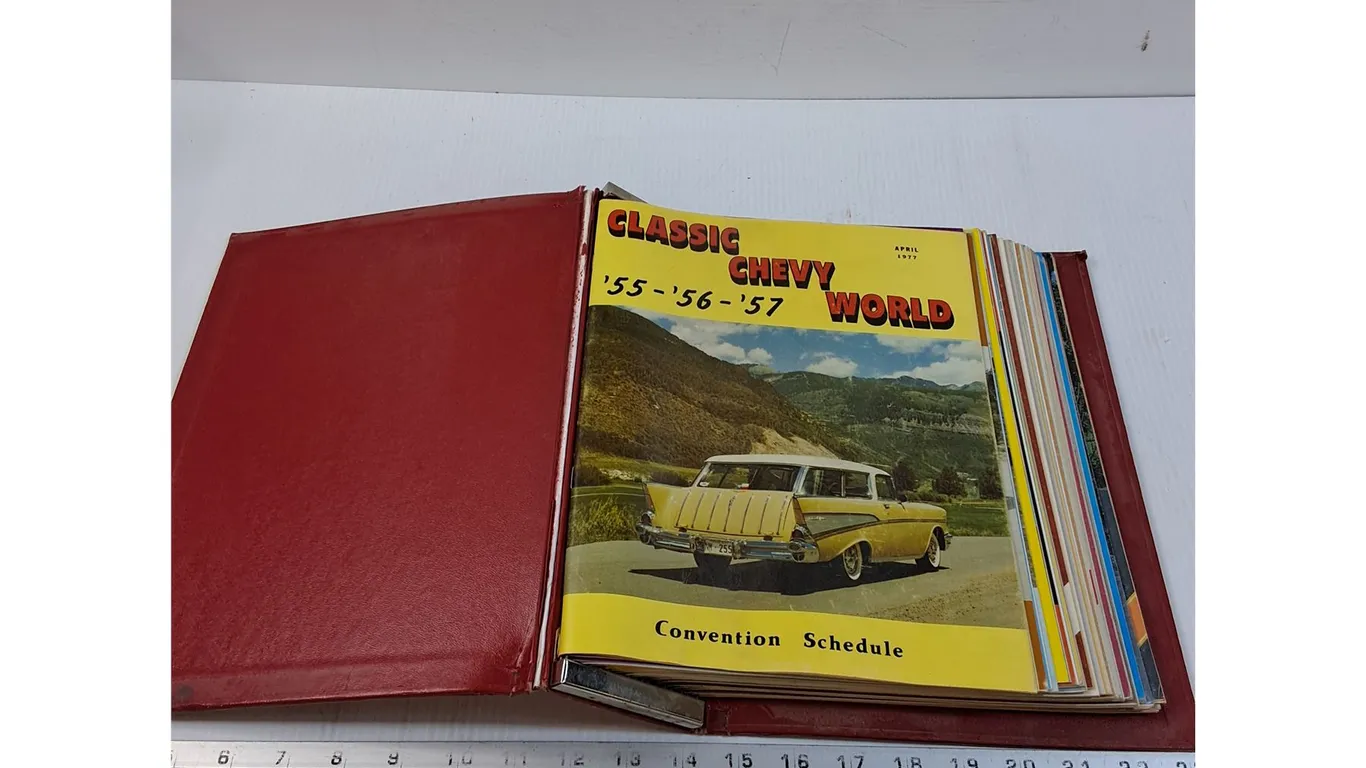 CLASSIC
CHEVY
WORLD
APRIL
1977
'55-'56-'57
Convention Schedule
6 7 8 9 10 11 12 13 14 15 16 17 18 19 20 21